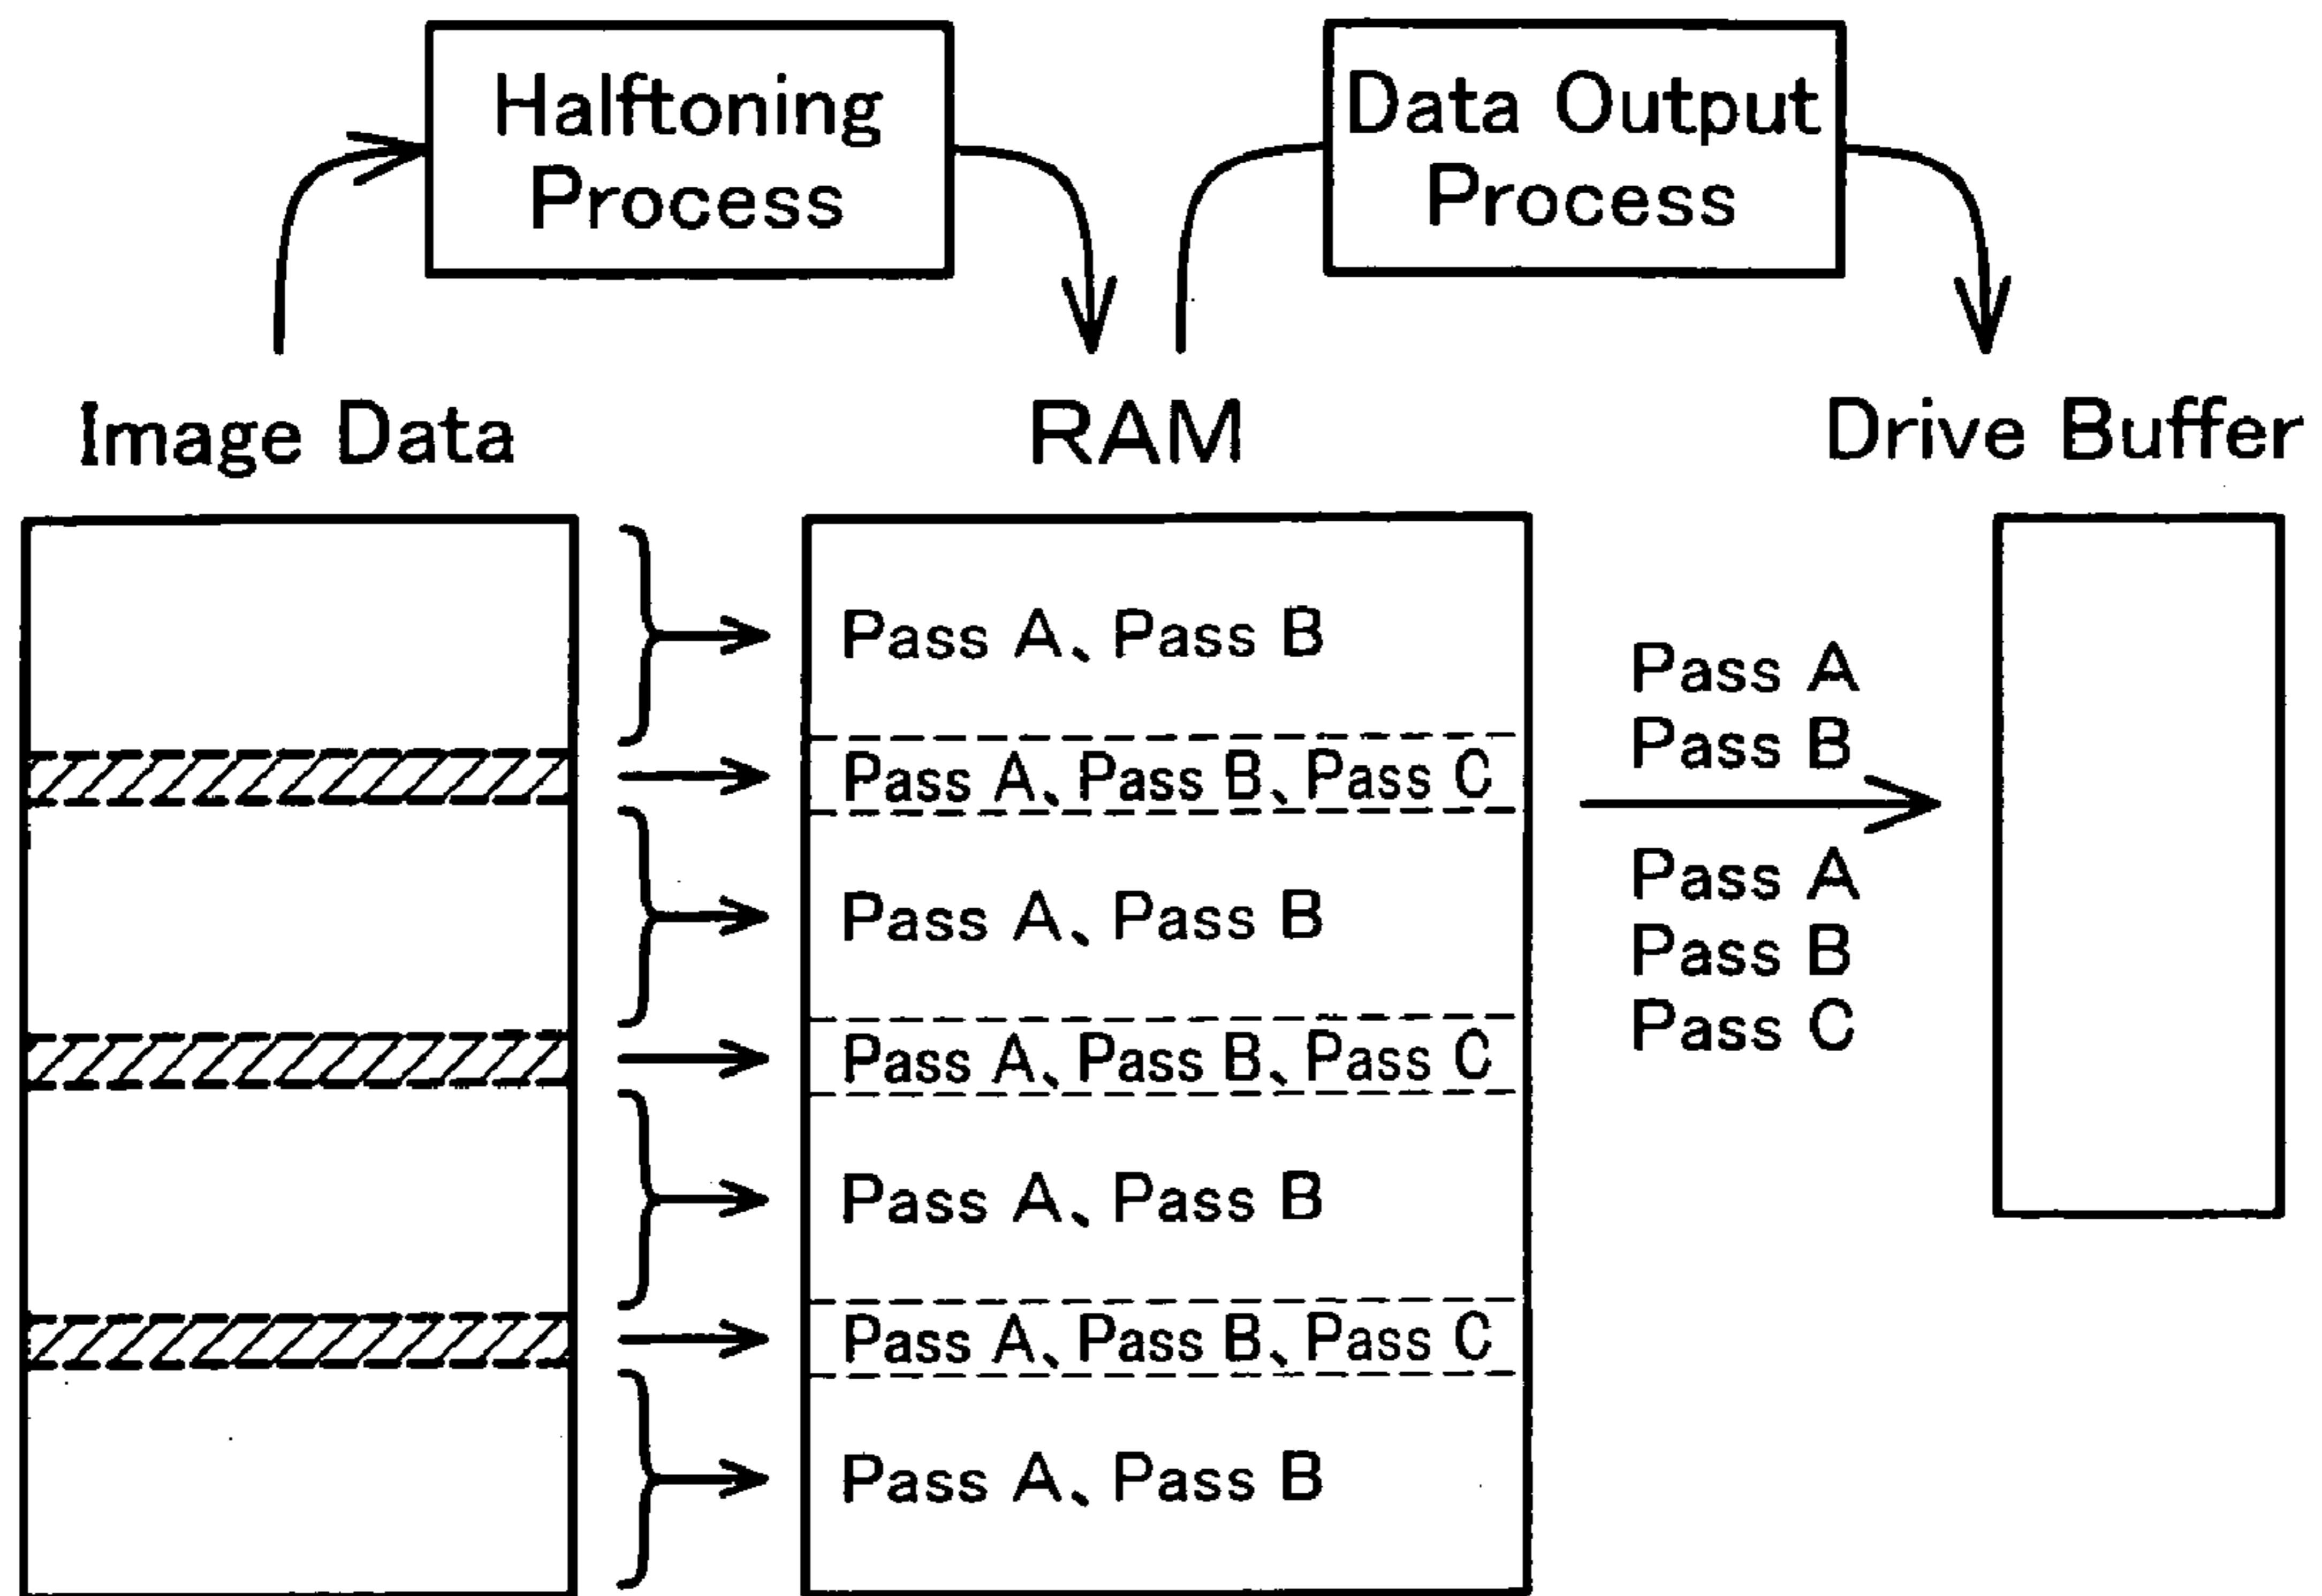 Halftoning
Process
Data Output
Process
Image Data
RAM
Drive Buffer
Pass A、Pass B
Pass A、Pass B、Pass C
Pass A、Pass B
Pass A、Pass B、Pass C
Pass A、Pass B
Pass A、Pass B、Pass C
Pass A、Pass B
Pass A
Pass B
Pass A
Pass B
Pass C